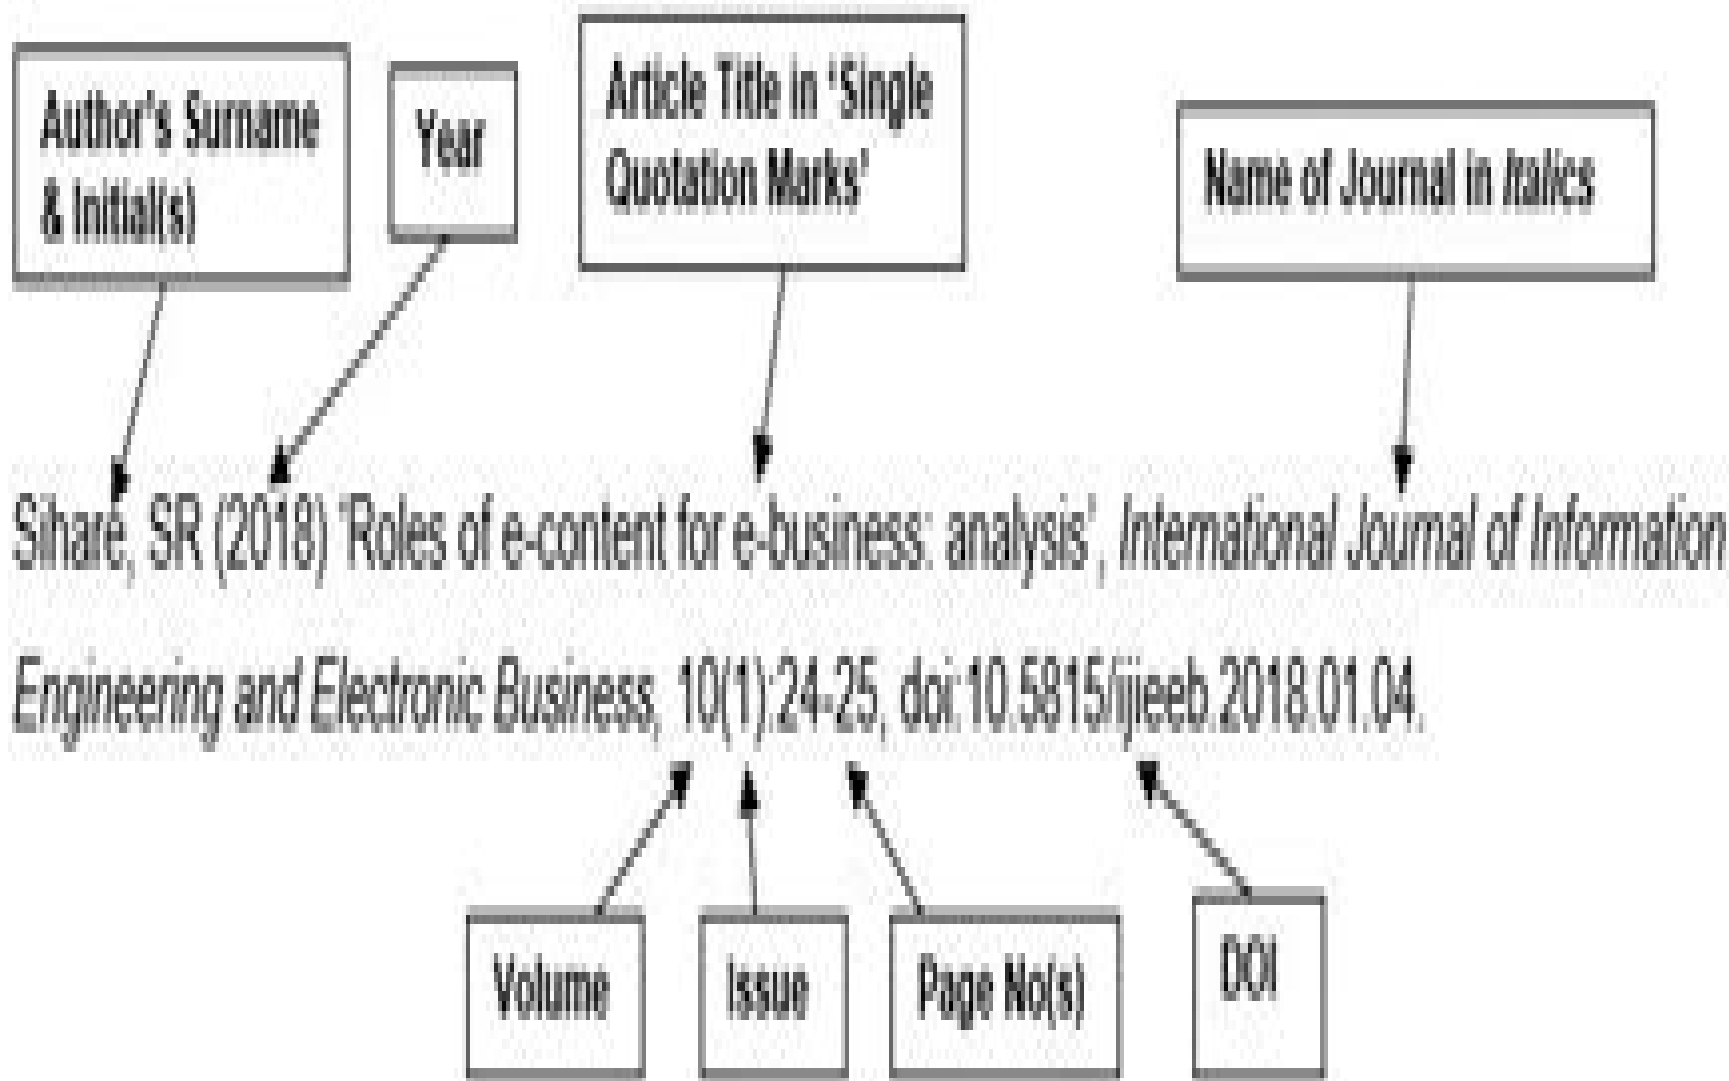 Author's Surname
& Initial(s)
Year
Article Title in 'Single
Quotation Marks'
Name of Journal in Italics
Sihare, SR (2018) 'Roles of e-content for e-business: analysis', International Journal of Information
Engineering and Electronic Business, 10(1):24-25, doi:10.5815/ijieeb.2018.01.04.
Volume
Issue
Page No(s)
DOI